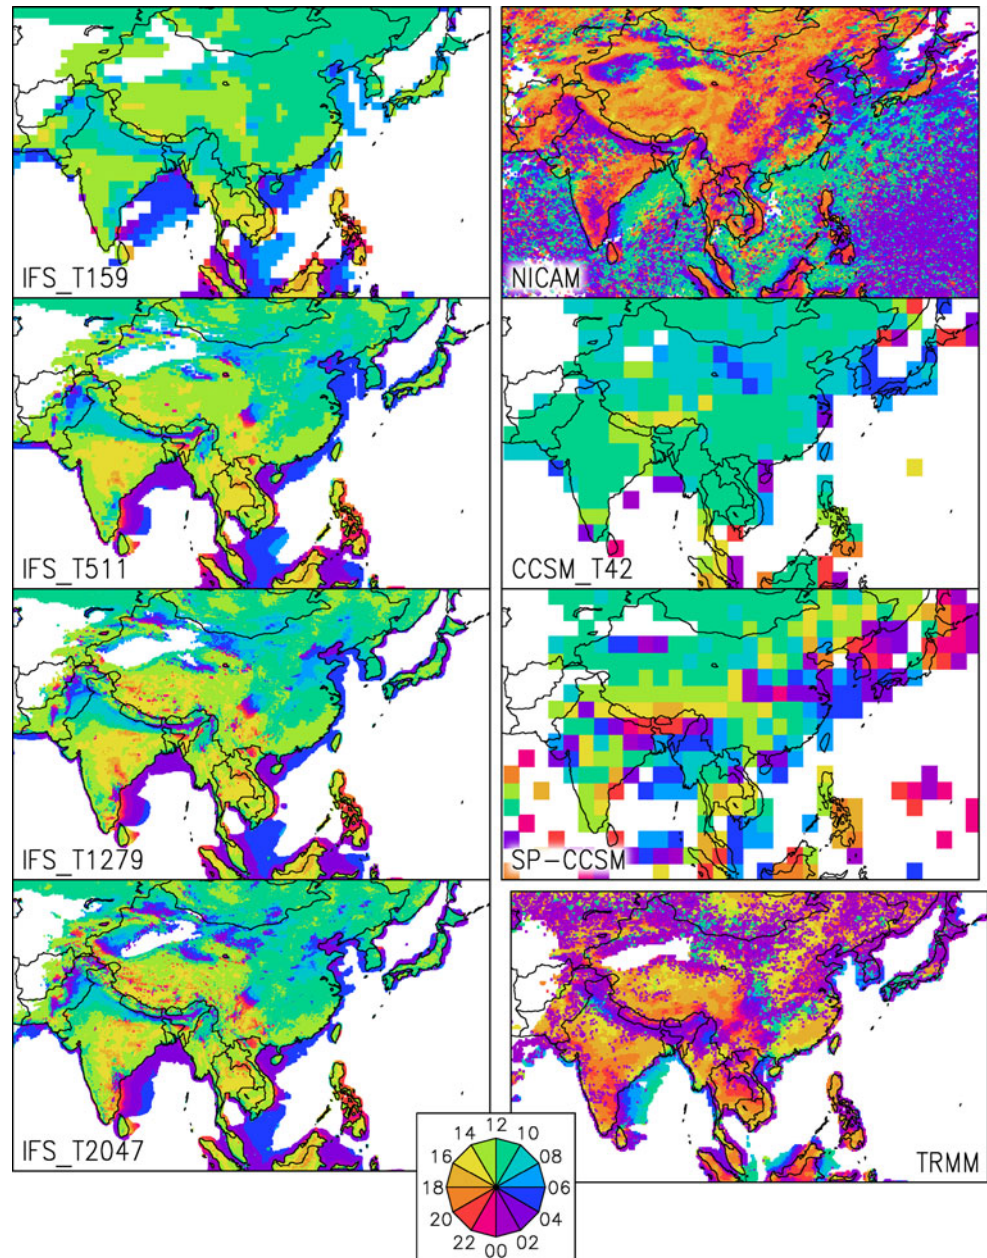 IFS_T159
NICAM
IFS_T511
CCSM_T42
IFS_T1279
SP-CCSM
IFS_T2047
TRMM
12
14 10
16 08
18 06
20 04
22 02
00